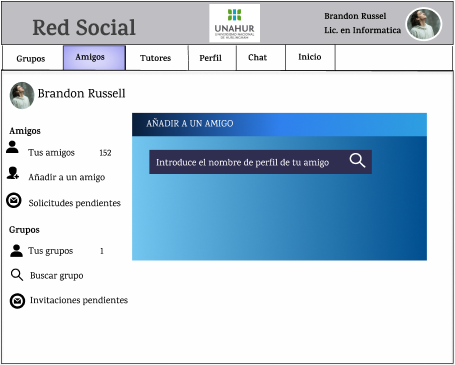 Red Social
UNAHUR
UNIVERSIDAD NACIONAL
DE HURLINGHAM
Brandon Russel
Lic. en Informatica
Grupos
Amigos
Tutores
Perfil
Chat
Inicio
Brandon Russell
Amigos
Tus amigos 152
Añadir a un amigo
Solicitudes pendientes
Grupos
Tus grupos 1
Buscar grupo
Invitaciones pendientes
AÑADIR A UN AMIGO
Introduce el nombre de perfil de tu amigo